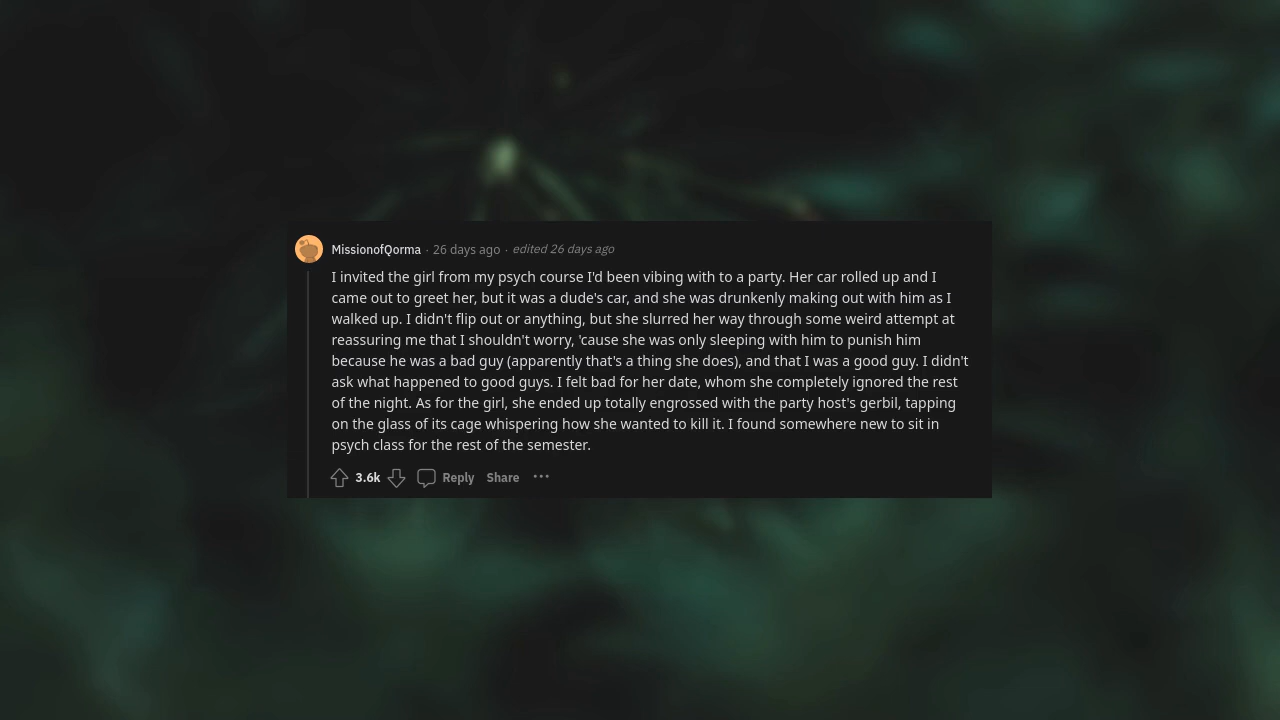 MissionofQorma · 26 days ago · edited 26 days ago
I invited the girl from my psych course I'd been vibing with to a party. Her car rolled up and I
came out to greet her, but it was a dude's car, and she was drunkenly making out with him as I
walked up. I didn't flip out or anything, but she slurred her way through some weird attempt at
reassuring me that I shouldn't worry, 'cause she was only sleeping with him to punish him
because he was a bad guy (apparently that's a thing she does), and that I was a good guy. I didn't
ask what happened to good guys. I felt bad for her date, whom she completely ignored the rest
of the night. As for the girl, she ended up totally engrossed with the party host's gerbil, tapping
on the glass of its cage whispering how she wanted to kill it. I found somewhere new to sit in
psych class for the rest of the semester.
3.6k Reply Share ···